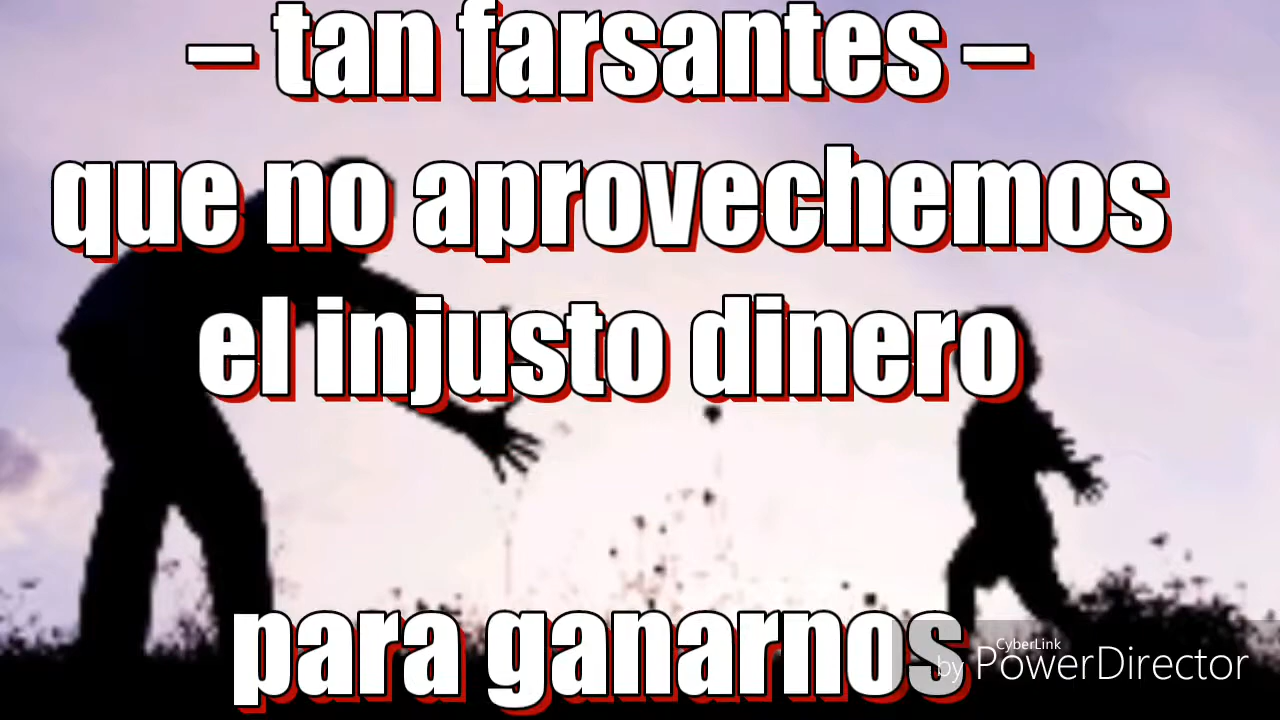 – tan farsantes –
que no aprovechemos
el injusto dinero
para ganarnos
CyberLink
by PowerDirector